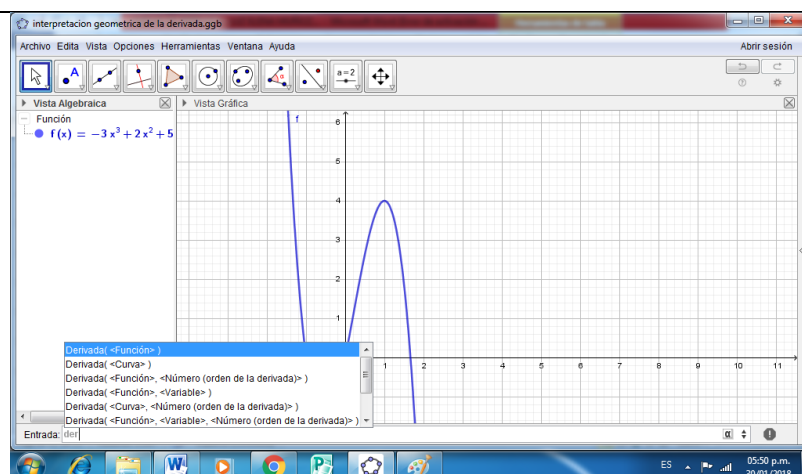 interpretacion geometrica de la derivada.ggb
Archivo Edita Vista Opciones Herramientas Ventana Ayuda Abrir sesión
a=2
Vista Algebraica Vista Gráfica
Función
f(x) = −3 x³ + 2 x² + 5
f
6
5
4
3
2
1
1 2 3 4 5 6 7 8 9 10 11
Derivada( <Función> )
Derivada( <Curva> )
Derivada( <Función>, <Número (orden de la derivada)> )
Derivada( <Función>, <Variable> )
Derivada( <Curva>, <Número (orden de la derivada)> )
Derivada( <Función>, <Variable>, <Número (orden de la derivada)> )
Entrada: der α
ES 05:50 p.m.
30/01/2018